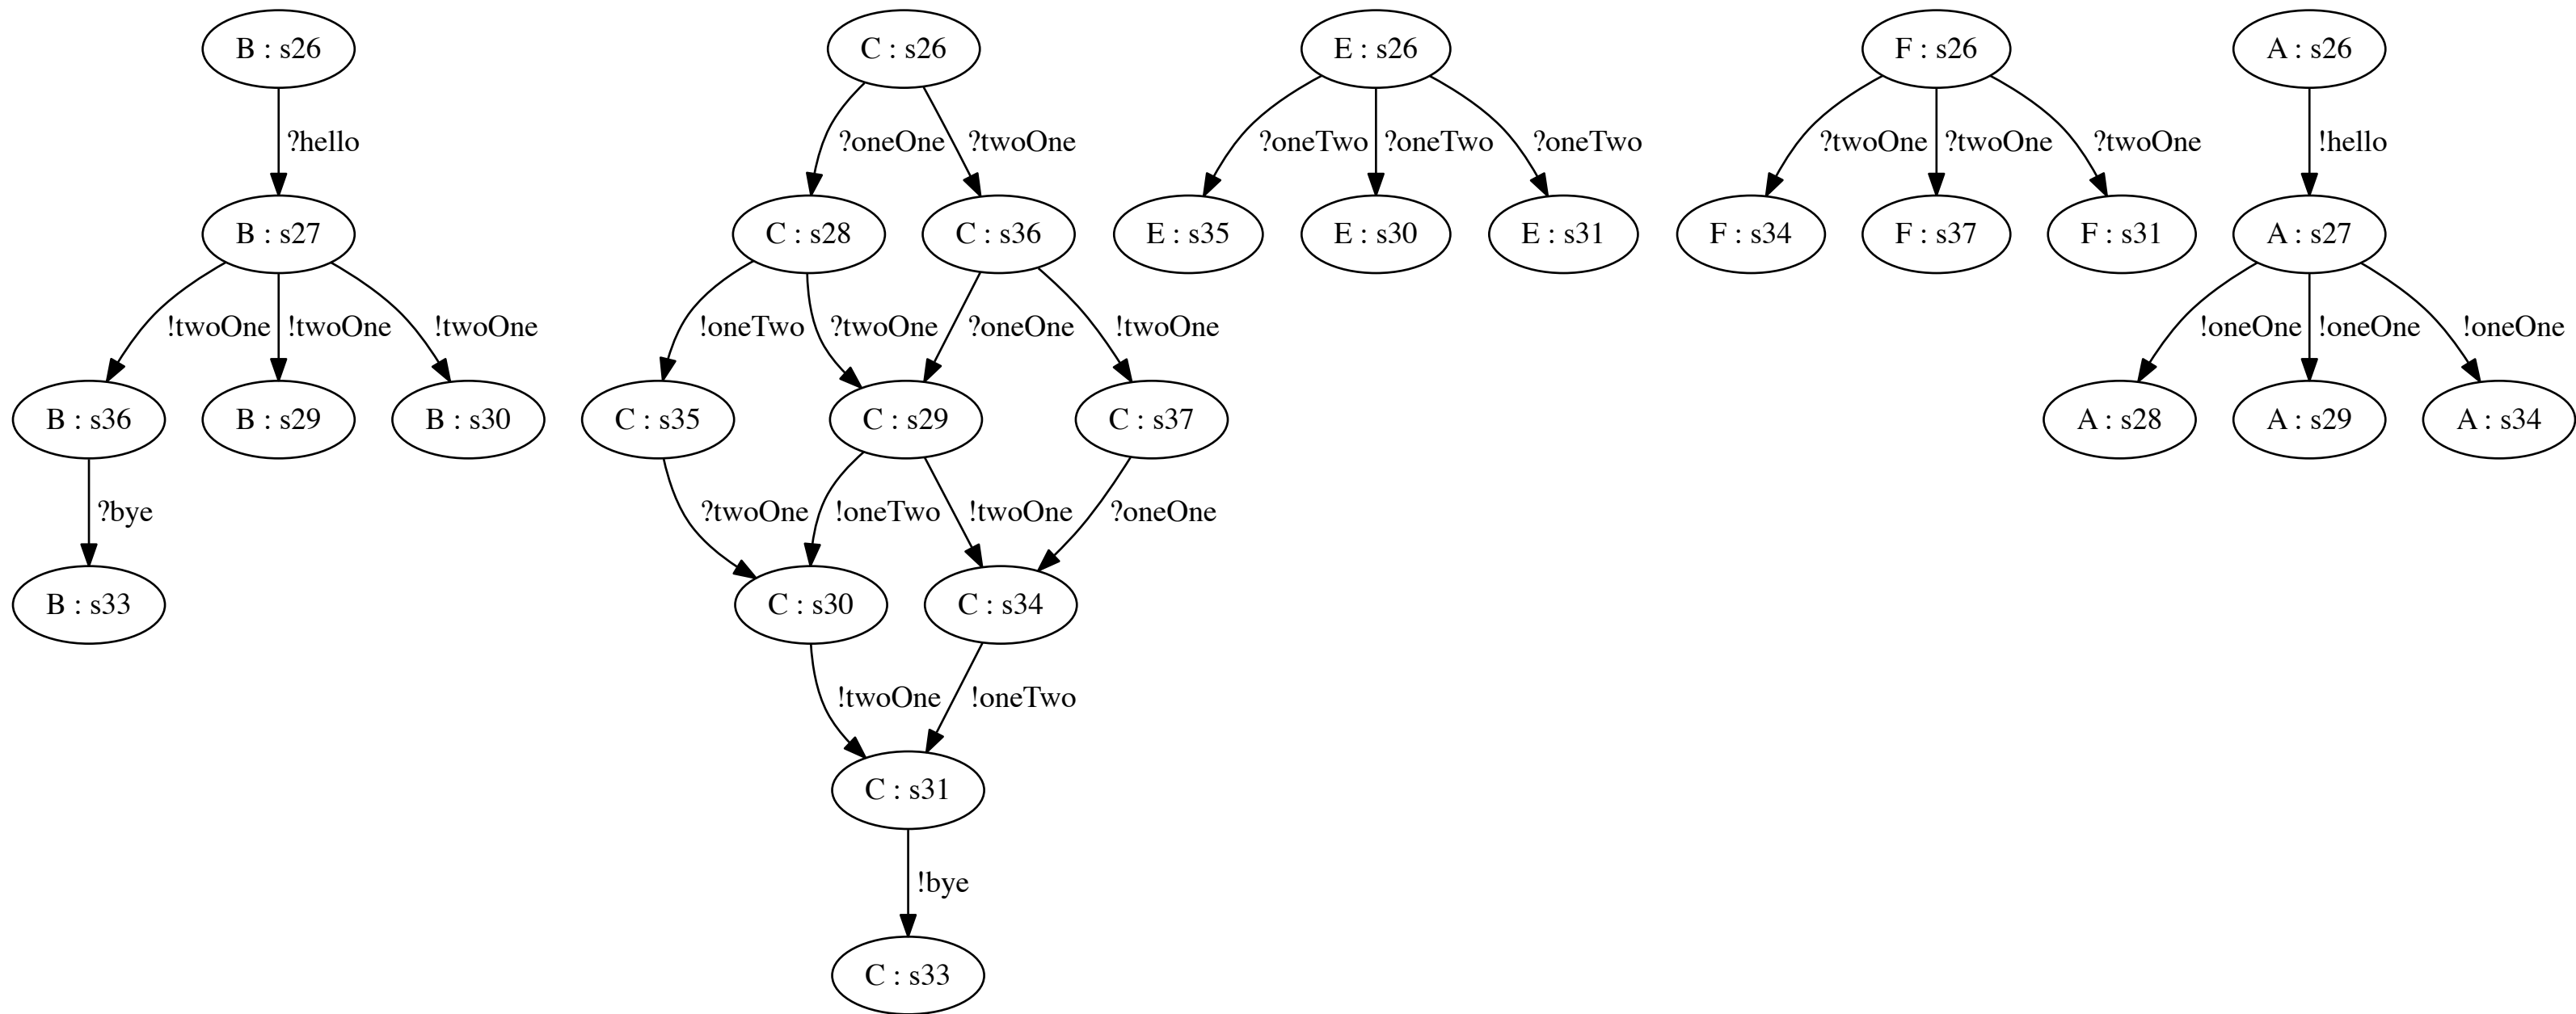 B : s26
C : s26
E : s26
F : s26
A : s26
?hello
?oneOne
?twoOne
?oneTwo
?oneTwo
?oneTwo
?twoOne
?twoOne
?twoOne
!hello
B : s27
C : s28
C : s36
E : s35
E : s30
E : s31
F : s34
F : s37
F : s31
A : s27
!twoOne
!twoOne
!twoOne
!oneTwo
?twoOne
?oneOne
!twoOne
!oneOne
!oneOne
!oneOne
B : s36
B : s29
B : s30
C : s35
C : s29
C : s37
A : s28
A : s29
A : s34
?bye
?twoOne
!oneTwo
!twoOne
?oneOne
B : s33
C : s30
C : s34
!twoOne
!oneTwo
C : s31
!bye
C : s33